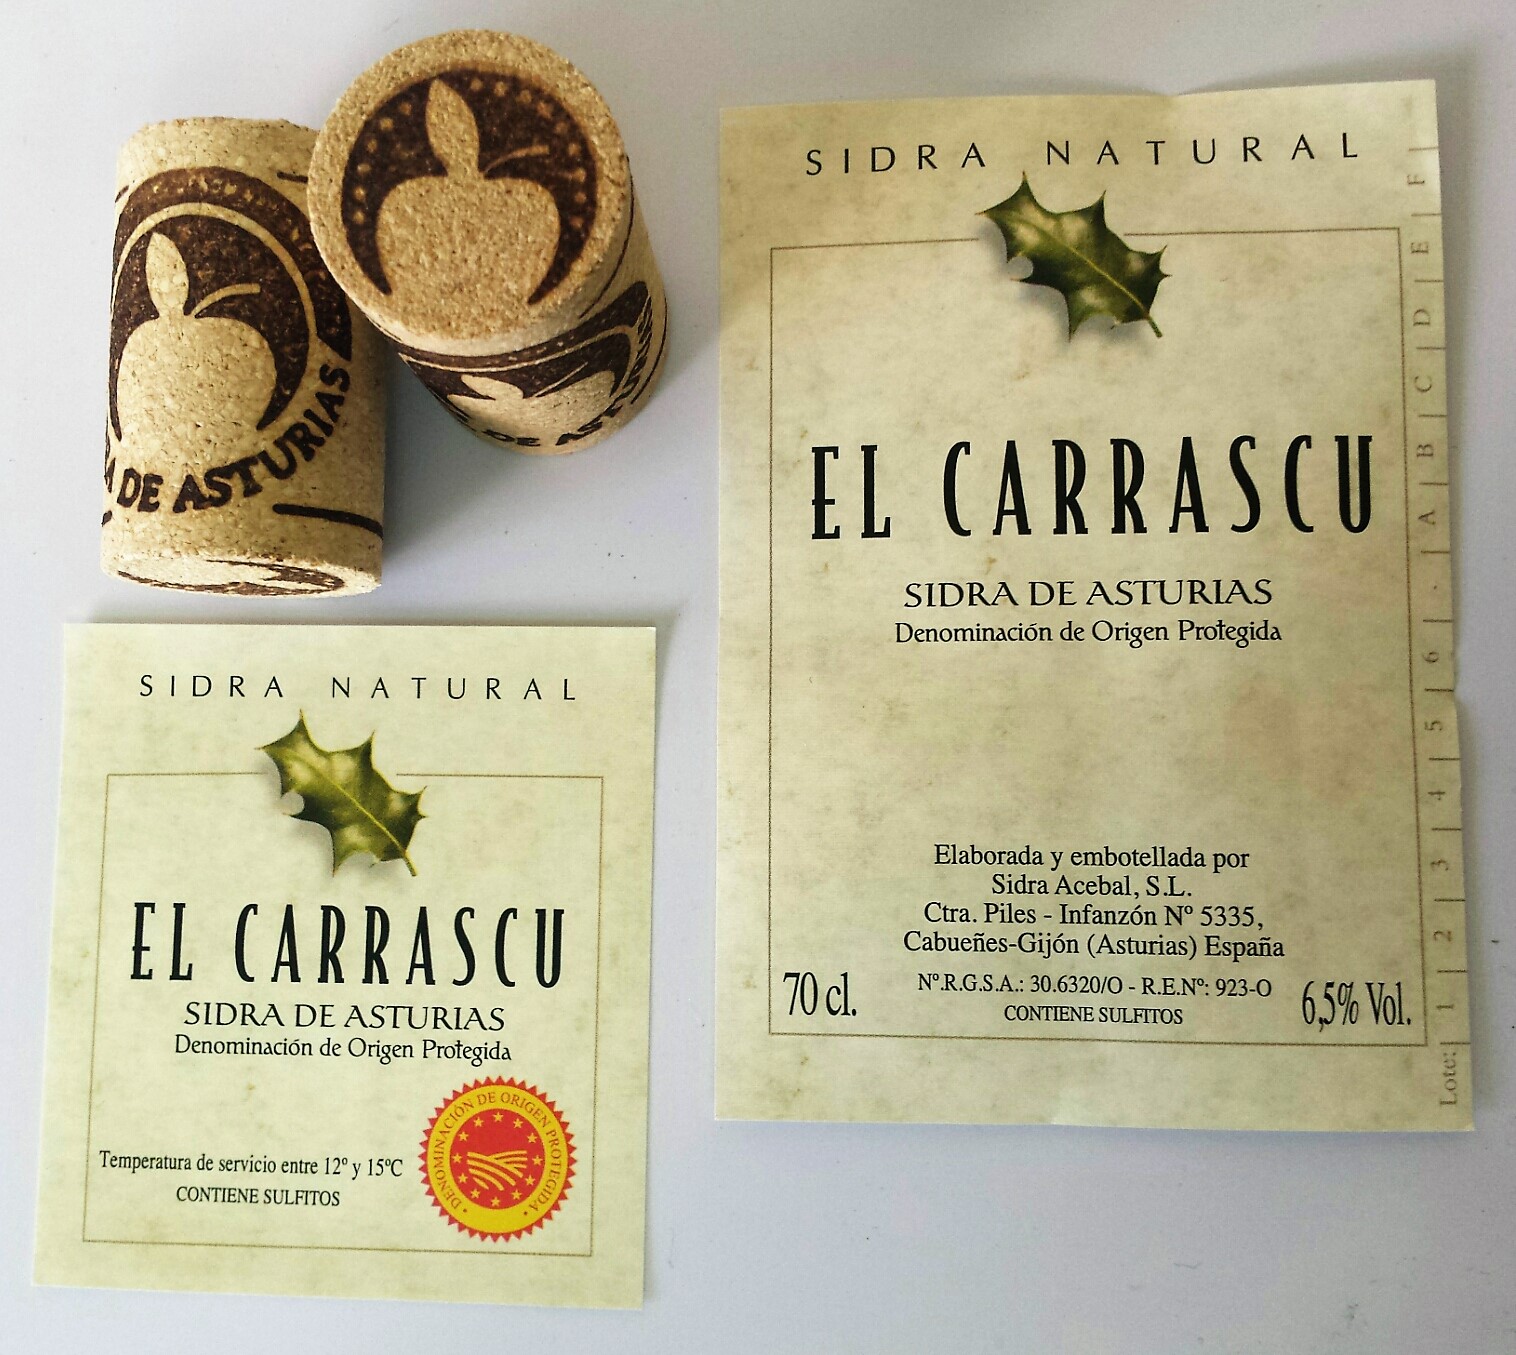 DE ASTURIAS
DE AST
SIDRA NATURAL
EL CARRASCU
SIDRA DE ASTURIAS
Denominación de Origen Protegida
Temperatura de servicio entre 12º y 15ºC
CONTIENE SULFITOS
DENOMINACIÓN DE ORIGEN PROTEGIDA
SIDRA NATURAL
EL CARRASCU
SIDRA DE ASTURIAS
Denominación de Origen Protegida
Elaborada y embotellada por
Sidra Acebal, S.L.
Ctra. Piles - Infanzón Nº 5335,
Cabueñes-Gijón (Asturias) España
70 cl.
Nº.R.G.S.A.: 30.6320/O - R.E.Nº: 923-O
CONTIENE SULFITOS
6,5% Vol.
Lote: 1 2 3 4 5 6 · A B C D E F